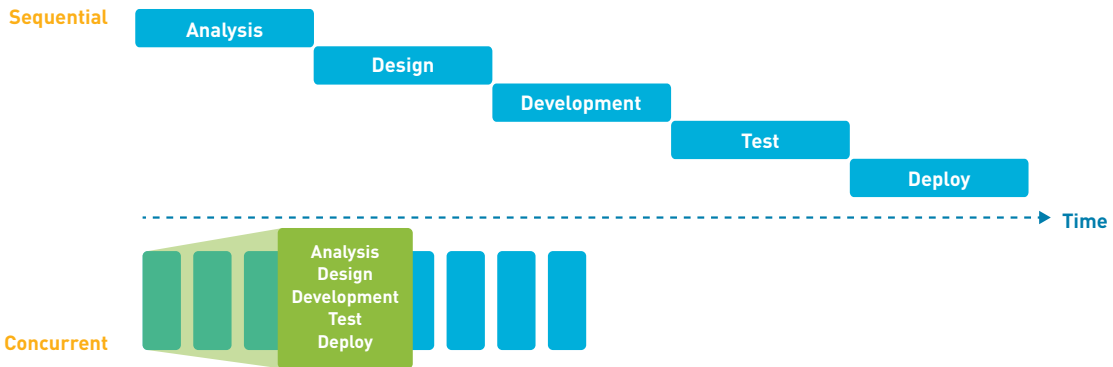 Sequential
Analysis
Design
Development
Test
Deploy
Time
Analysis
Design
Development
Test
Deploy
Concurrent